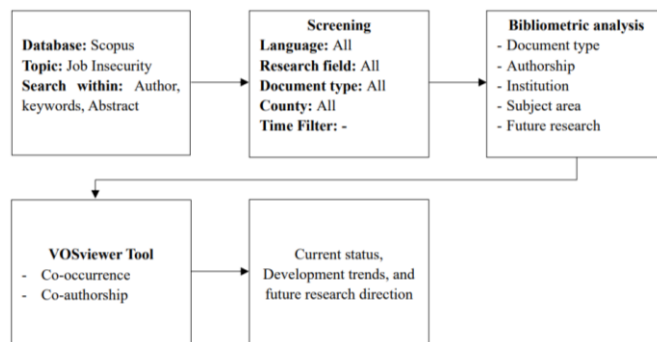 Database: Scopus
Topic: Job Insecurity
Search within: Author,
keywords, Abstract
Screening
Language: All
Research field: All
Document type: All
County: All
Time Filter: -
Bibliometric analysis
- Document type
- Authorship
- Institution
- Subject area
- Future research
VOSviewer Tool
- Co-occurrence
- Co-authorship
Current status,
Development trends, and
future research direction